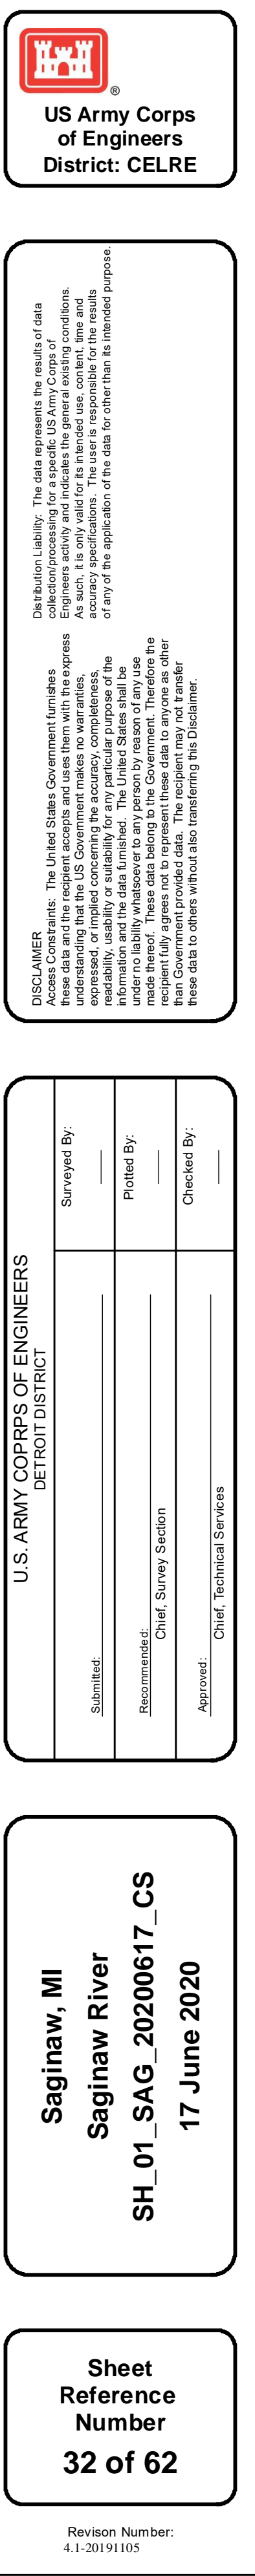 ®
US Army Corps
of Engineers
District: CELRE
DISCLAIMER
Access Constraints: The United States Government furnishes
these data and the recipient accepts and uses them with the express
understanding that the US Government makes no warranties,
expressed, or implied concerning the accuracy, completeness,
readability, usability or suitability for any particular purpose of the
information and the data furnished. The United States shall be
under no liability whatsoever to any person by reason of any use
made thereof. These data belong to the Government. Therefore the
recipient fully agrees not to represent these data to anyone as other
than Government provided data. The recipient may not transfer
these data to others without also transferring this Disclaimer.
Distribution Liability: The data represents the results of data
collection/processing for a specific US Army Corps of
Engineers activity and indicates the general existing conditions.
As such, it is only valid for its intended use, content, time and
accuracy specifications. The user is responsible for the results
of any of the application of the data for other than its intended purpose.
U.S. ARMY COPRPS OF ENGINEERS
DETROIT DISTRICT
Submitted:
Surveyed By:
Recommended:
Chief, Survey Section
Plotted By:
Approved:
Chief, Technical Services
Checked By:
Saginaw, MI
Saginaw River
SH_01_SAG_20200617_CS
17 June 2020
Sheet
Reference
Number
32 of 62
Revison Number:
4.1-20191105